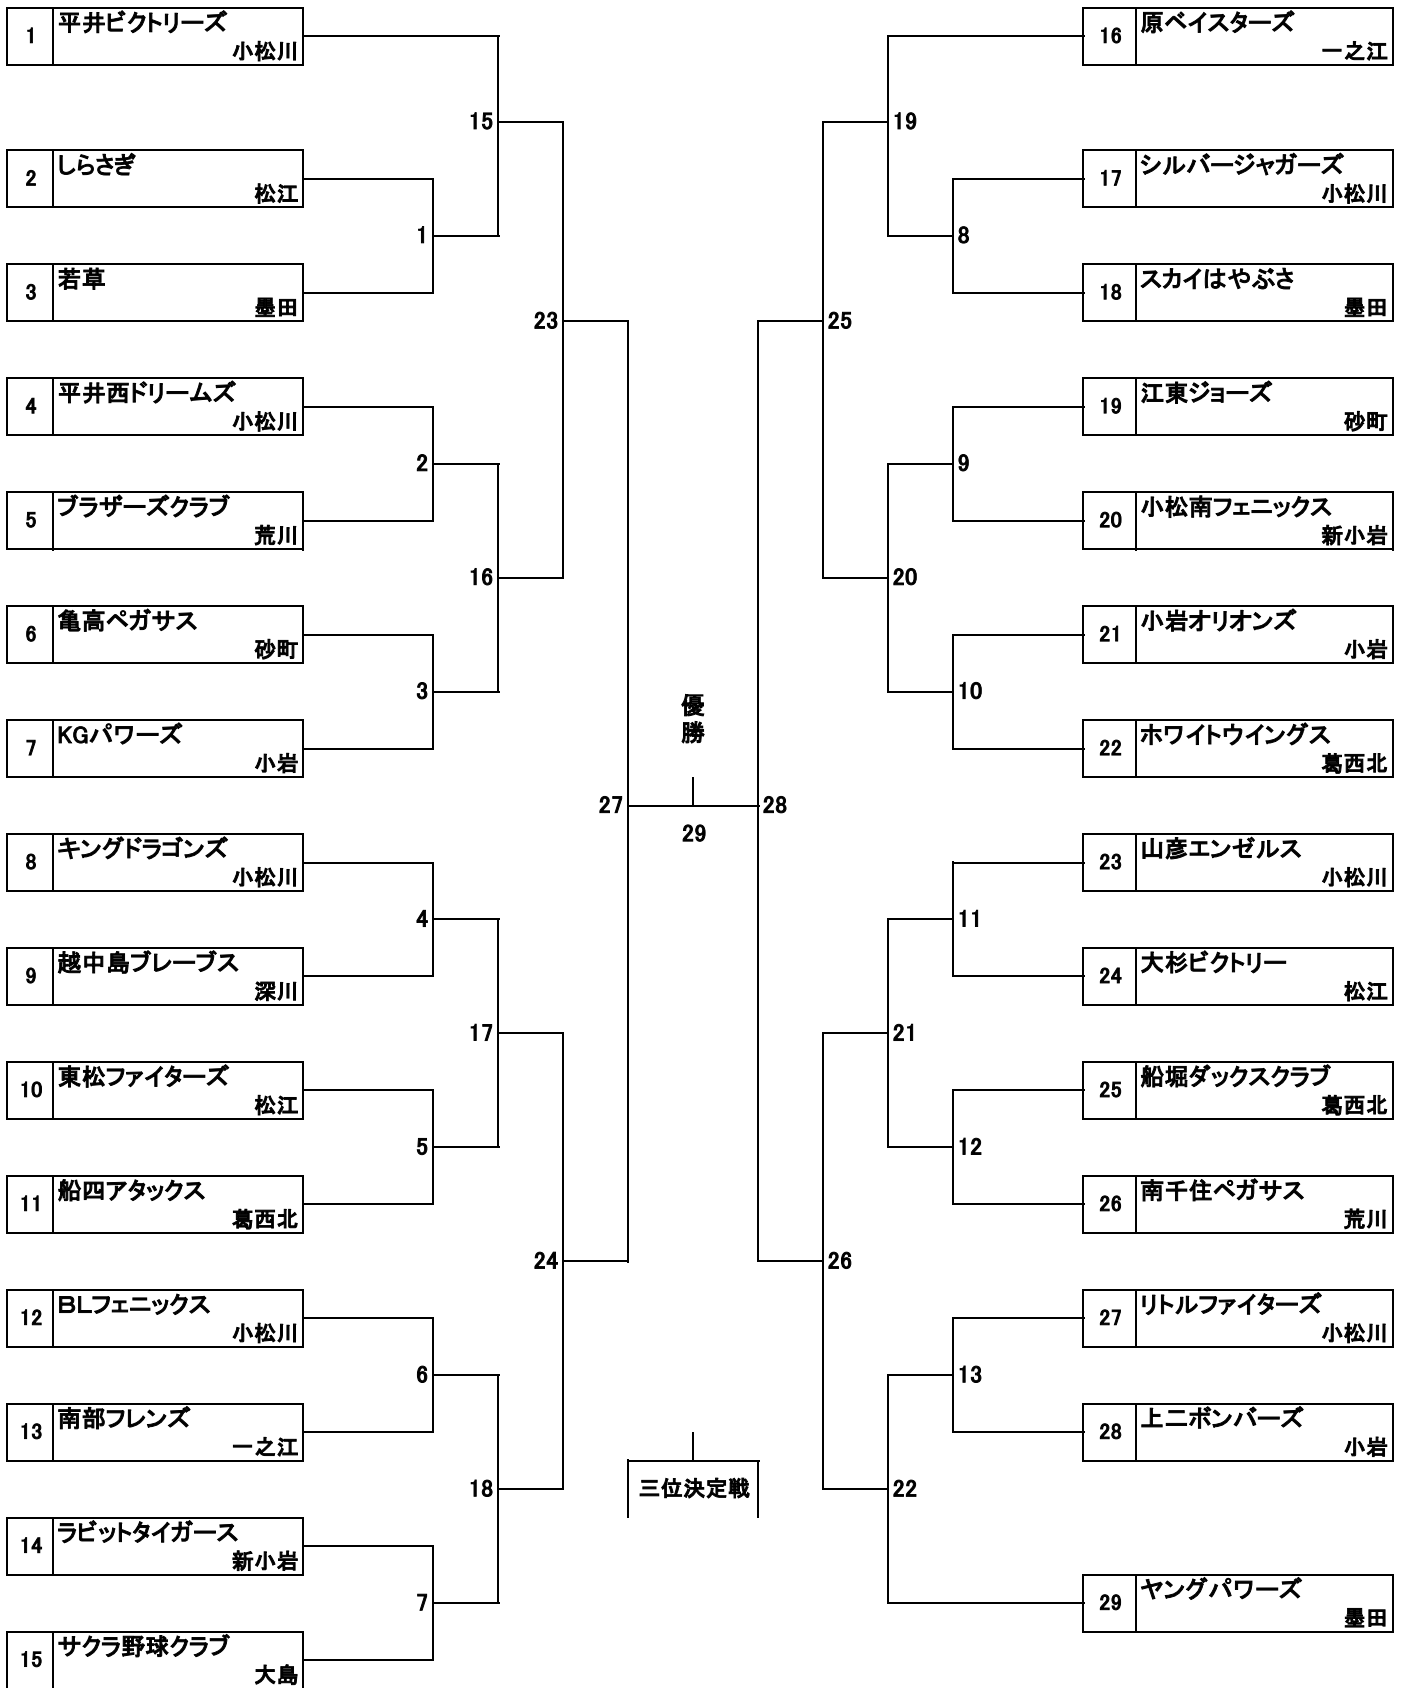 1
平井ビクトリーズ
小松川
2
しらさぎ
松江
3
若草
墨田
4
平井西ドリームズ
小松川
5
ブラザーズクラブ
荒川
6
亀高ペガサス
砂町
7
KGパワーズ
小岩
8
キングドラゴンズ
小松川
9
越中島ブレーブス
深川
10
東松ファイターズ
松江
11
船四アタックス
葛西北
12
BLフェニックス
小松川
13
南部フレンズ
一之江
14
ラビットタイガース
新小岩
15
サクラ野球クラブ
大島
1
2
3
4
5
6
7
15
16
17
18
23
24
27
優勝
29
三位決定戦
28
25
26
19
20
21
22
8
9
10
11
12
13
16
原ベイスターズ
一之江
17
シルバージャガーズ
小松川
18
スカイはやぶさ
墨田
19
江東ジョーズ
砂町
20
小松南フェニックス
新小岩
21
小岩オリオンズ
小岩
22
ホワイトウイングス
葛西北
23
山彦エンゼルス
小松川
24
大杉ビクトリー
松江
25
船堀ダックスクラブ
葛西北
26
南千住ペガサス
荒川
27
リトルファイターズ
小松川
28
上二ボンバーズ
小岩
29
ヤングパワーズ
墨田